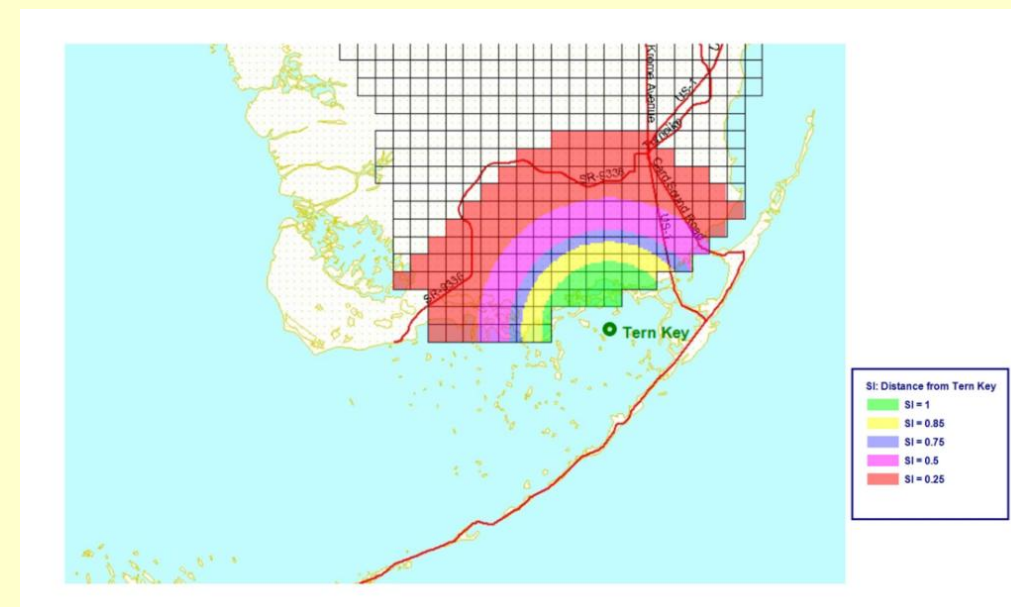 Krome Avenue
US-1
Turnpike
SR-9336
Card Sound Road
US-1
SR-9336
Tern Key
SI: Distance from Tern Key
SI = 1
SI = 0.85
SI = 0.75
SI = 0.5
SI = 0.25